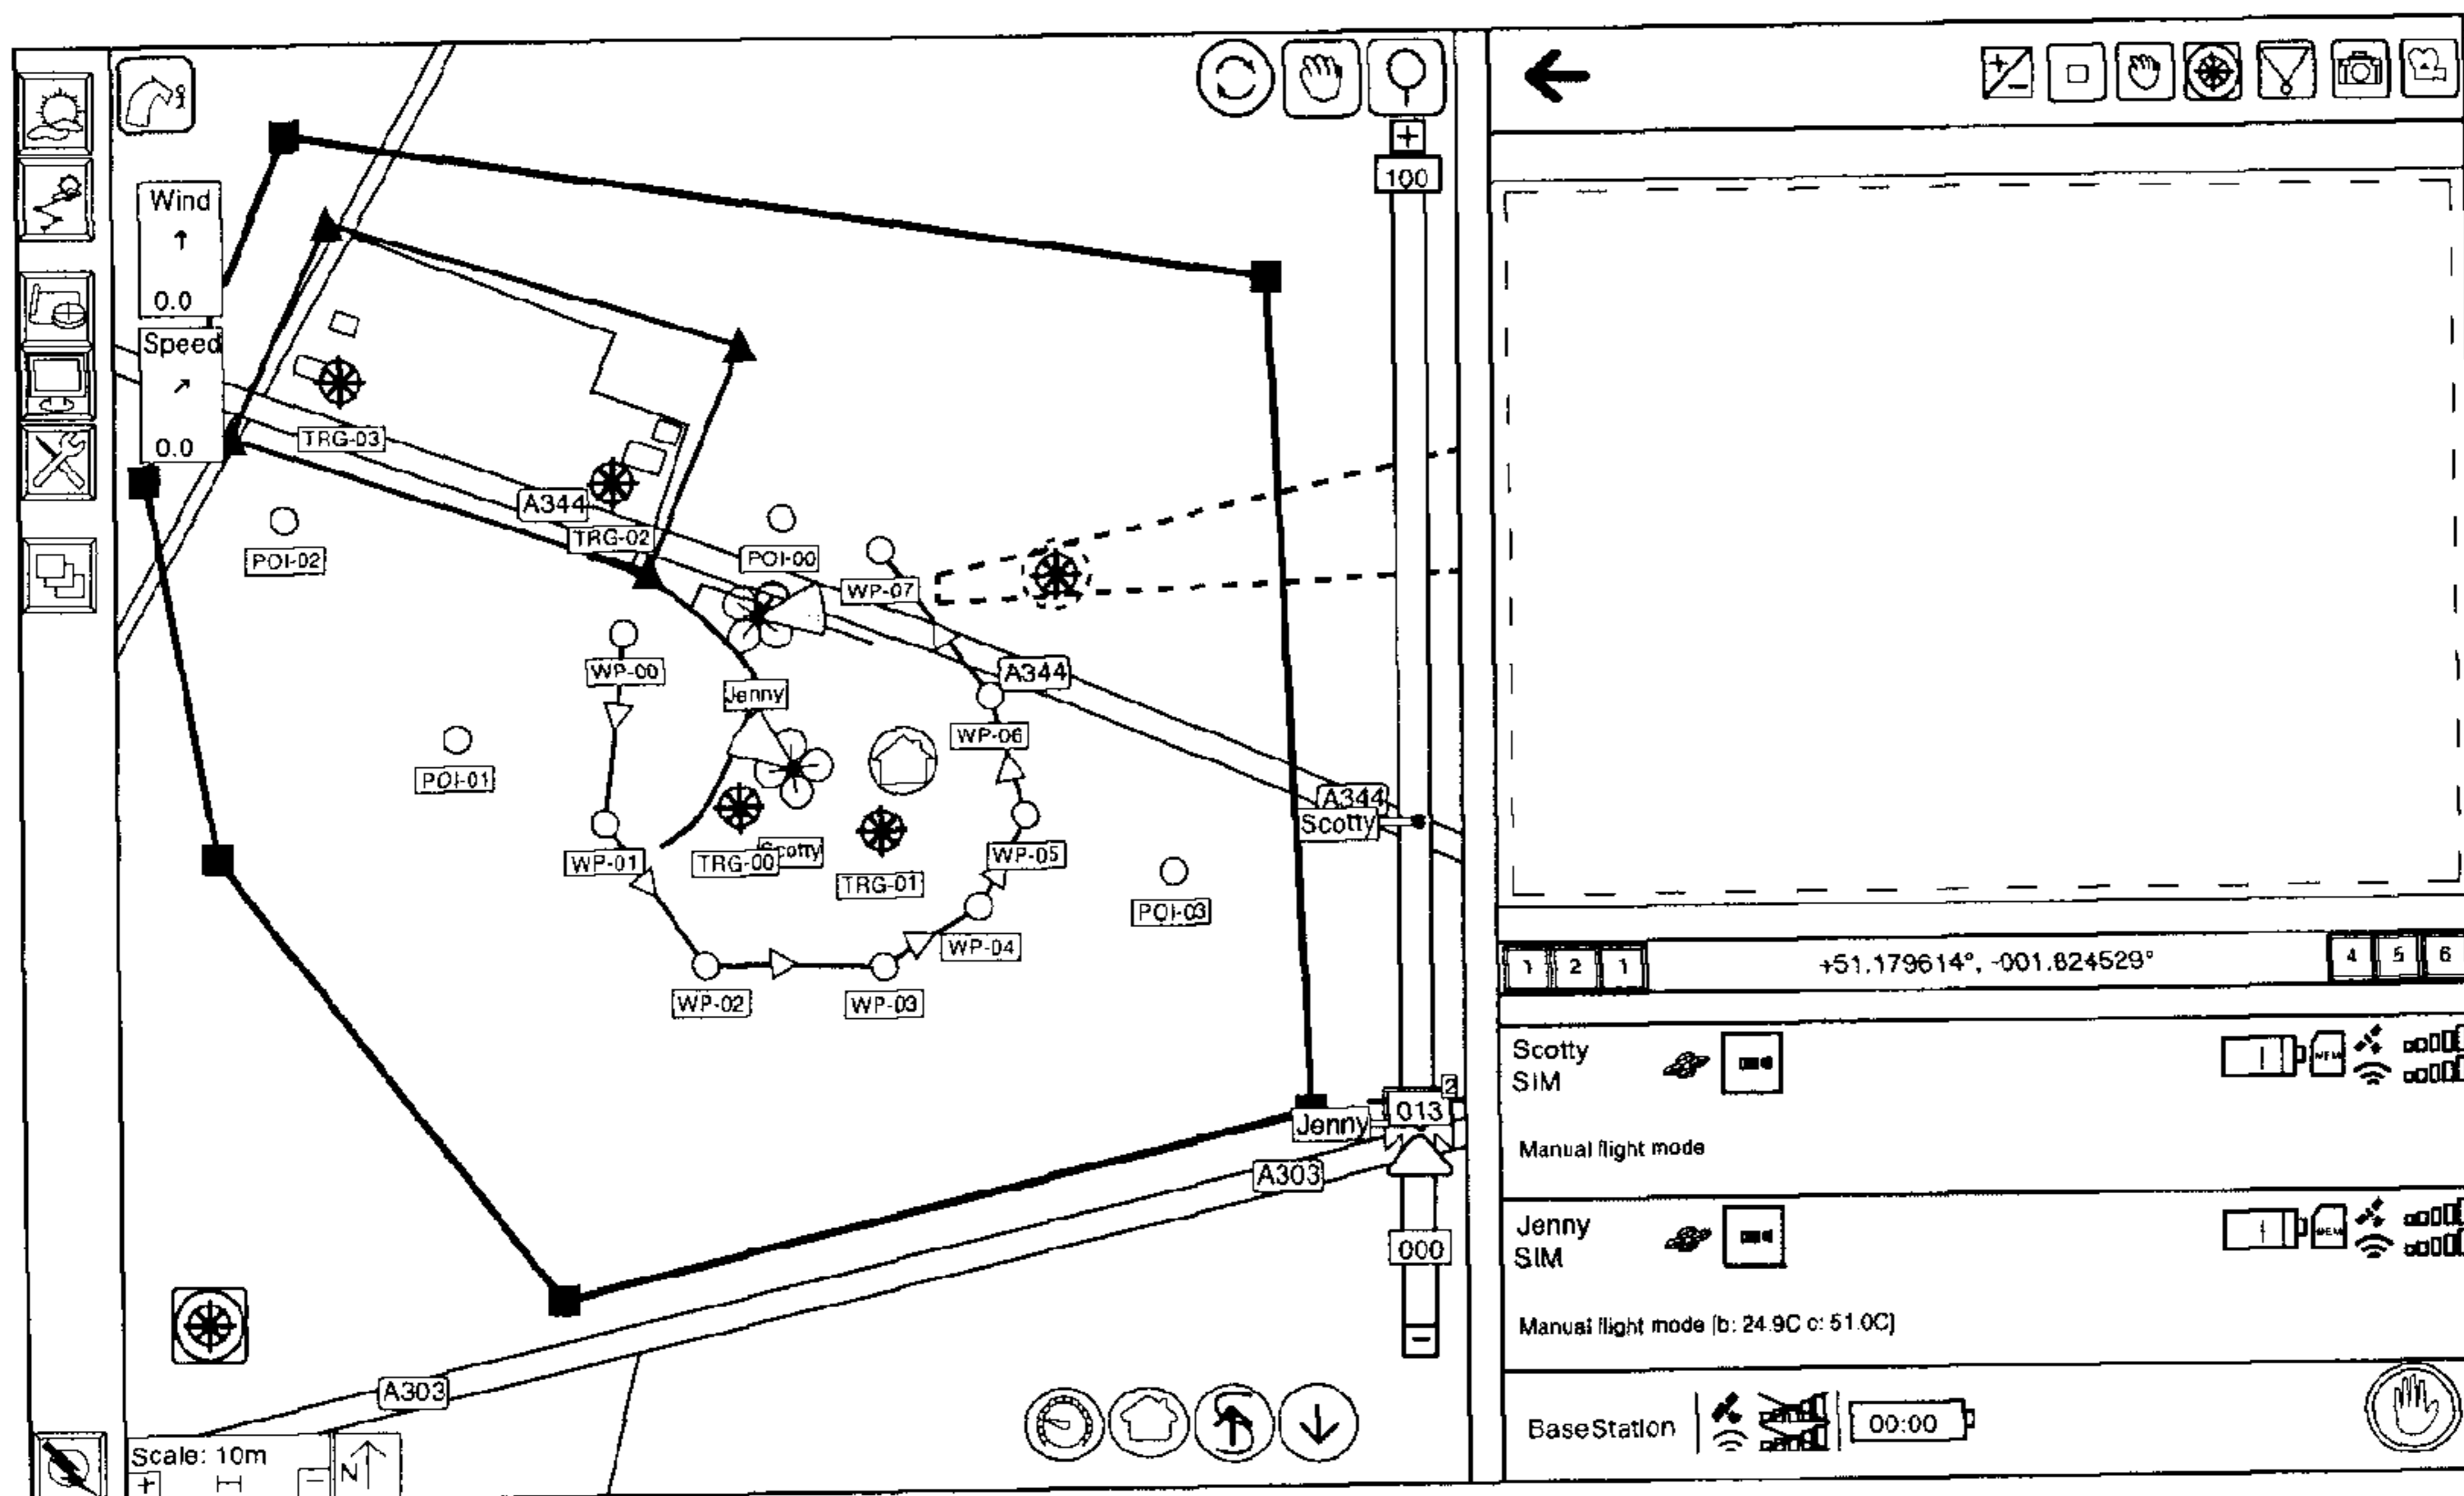 100
Wind
0.0
Speed
0.0
TRG-03
A344
TRG-02
POI-02
POI-00
WP-07
WP-00
A344
Jenny
WP-06
POI-01
A344
Scotty
WP-01
TRG-00
Scotty
WP-05
TRG-01
POI-03
WP-04
WP-02
WP-03
2
013
Jenny
A303
000
A303
Scale: 10m
N
1 2 1 +51.179614°, -001.824529° 4 5 6
Scotty
SIM
MEM
Manual flight mode
Jenny
SIM
MEM
Manual flight mode [b: 24.9C c: 51.0C]
BaseStation 00:00